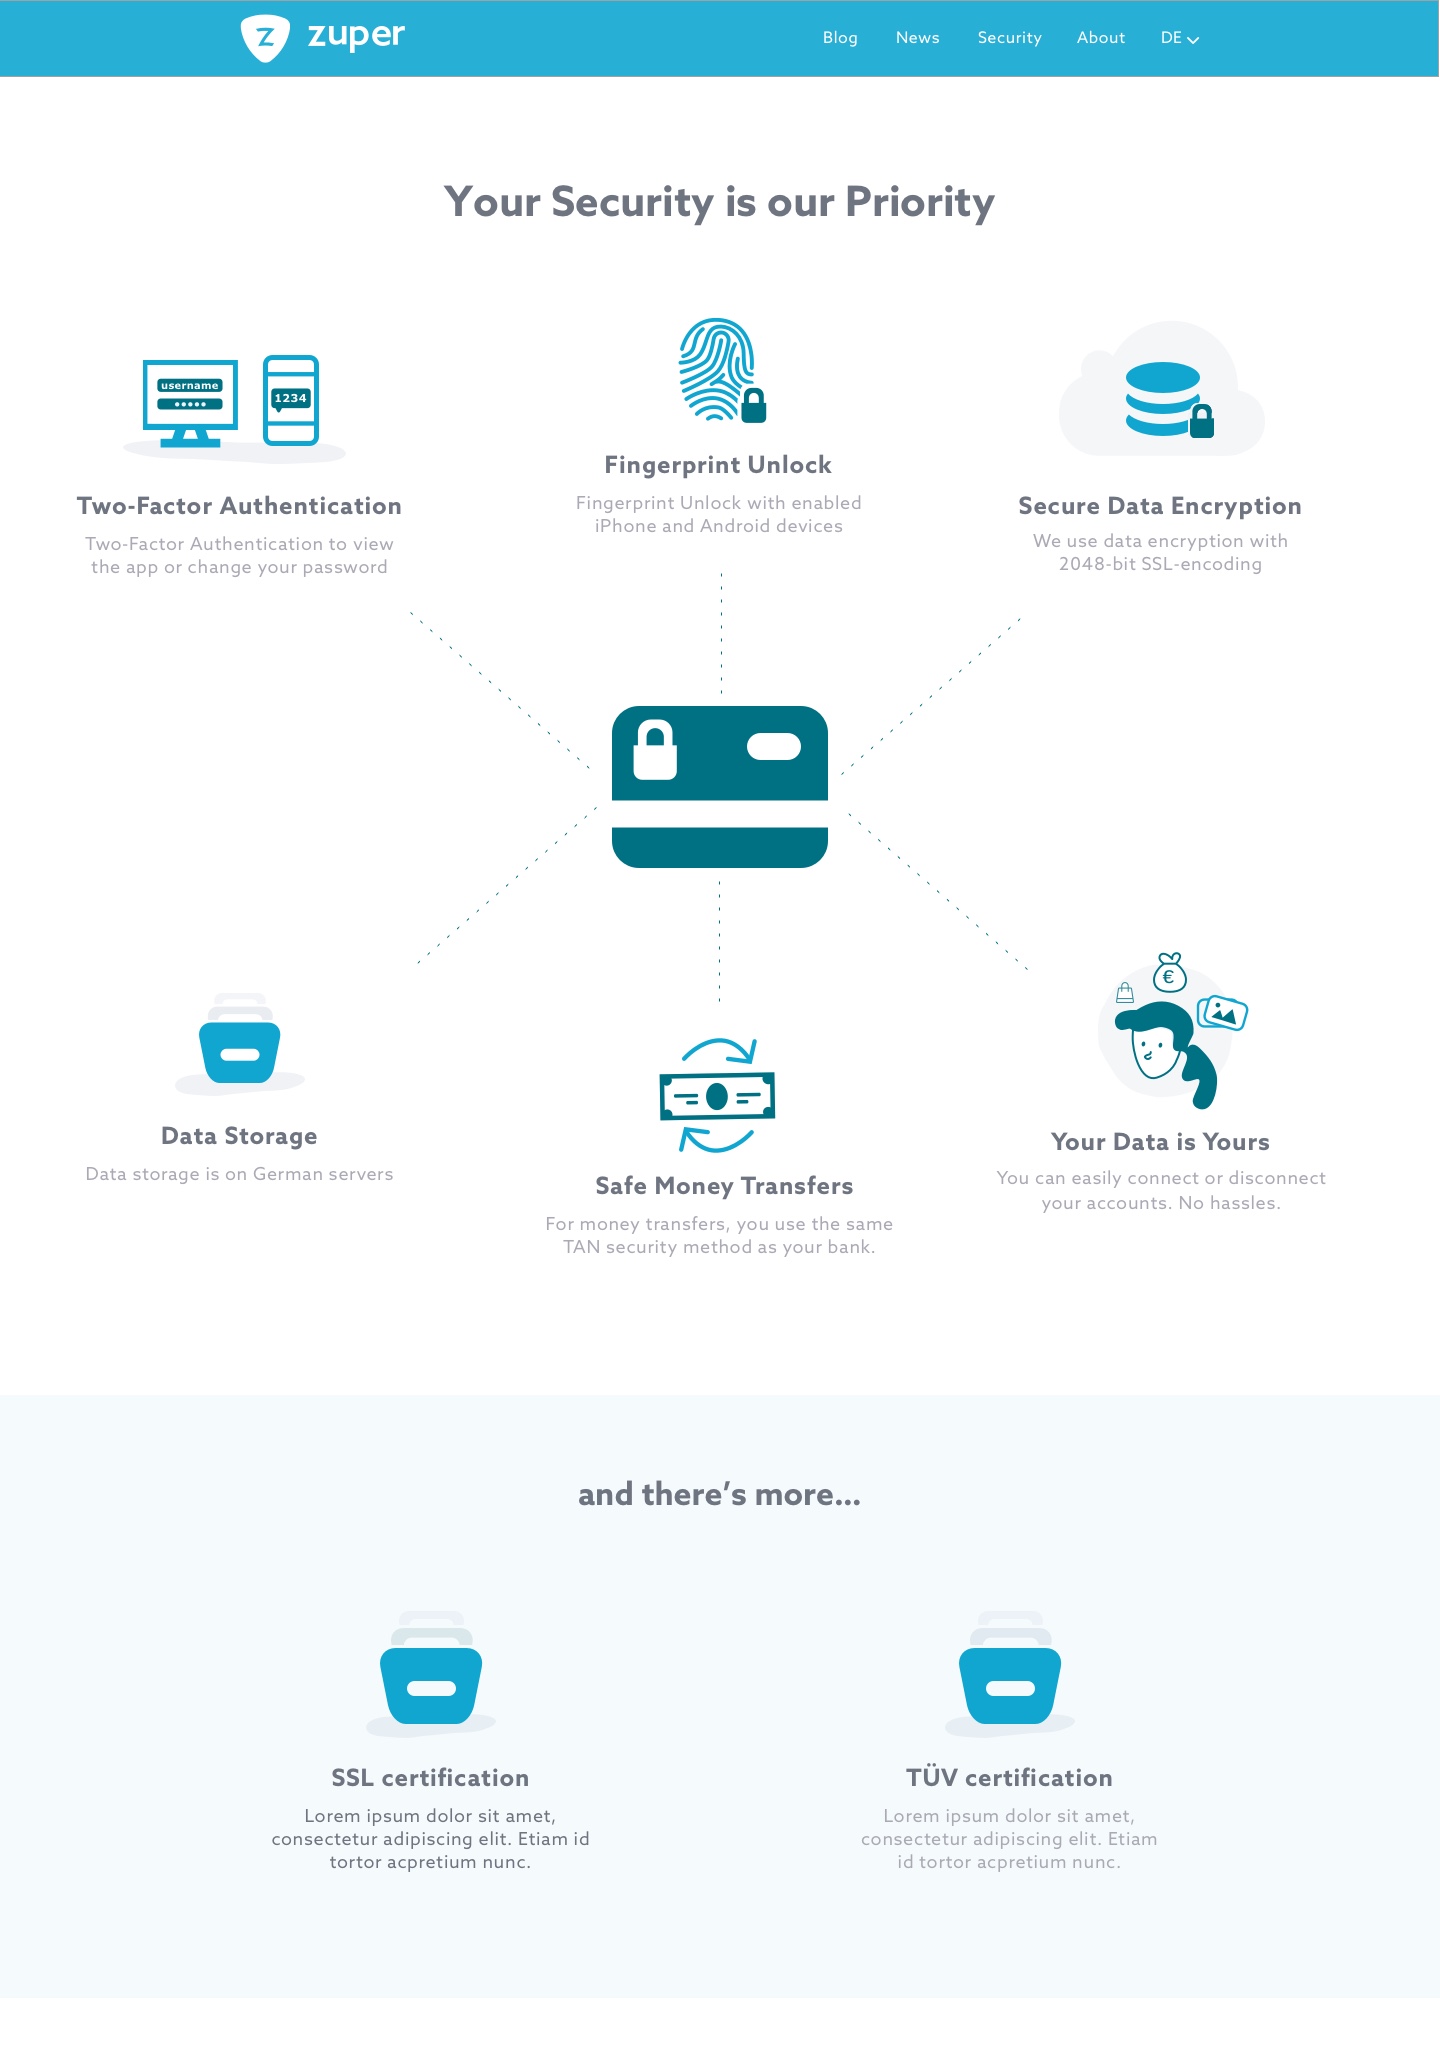 Z zuper
Blog News Security About DE
Your Security is our Priority
username
1234
Two-Factor Authentication
Two-Factor Authentication to view
the app or change your password
Fingerprint Unlock
Fingerprint Unlock with enabled
iPhone and Android devices
Secure Data Encryption
We use data encryption with
2048-bit SSL-encoding
Data Storage
Data storage is on German servers
Safe Money Transfers
For money transfers, you use the same
TAN security method as your bank.
€
Your Data is Yours
You can easily connect or disconnect
your accounts. No hassles.
and there’s more...
SSL certification
Lorem ipsum dolor sit amet,
consectetur adipiscing elit. Etiam id
tortor acpretium nunc.
TÜV certification
Lorem ipsum dolor sit amet,
consectetur adipiscing elit. Etiam
id tortor acpretium nunc.